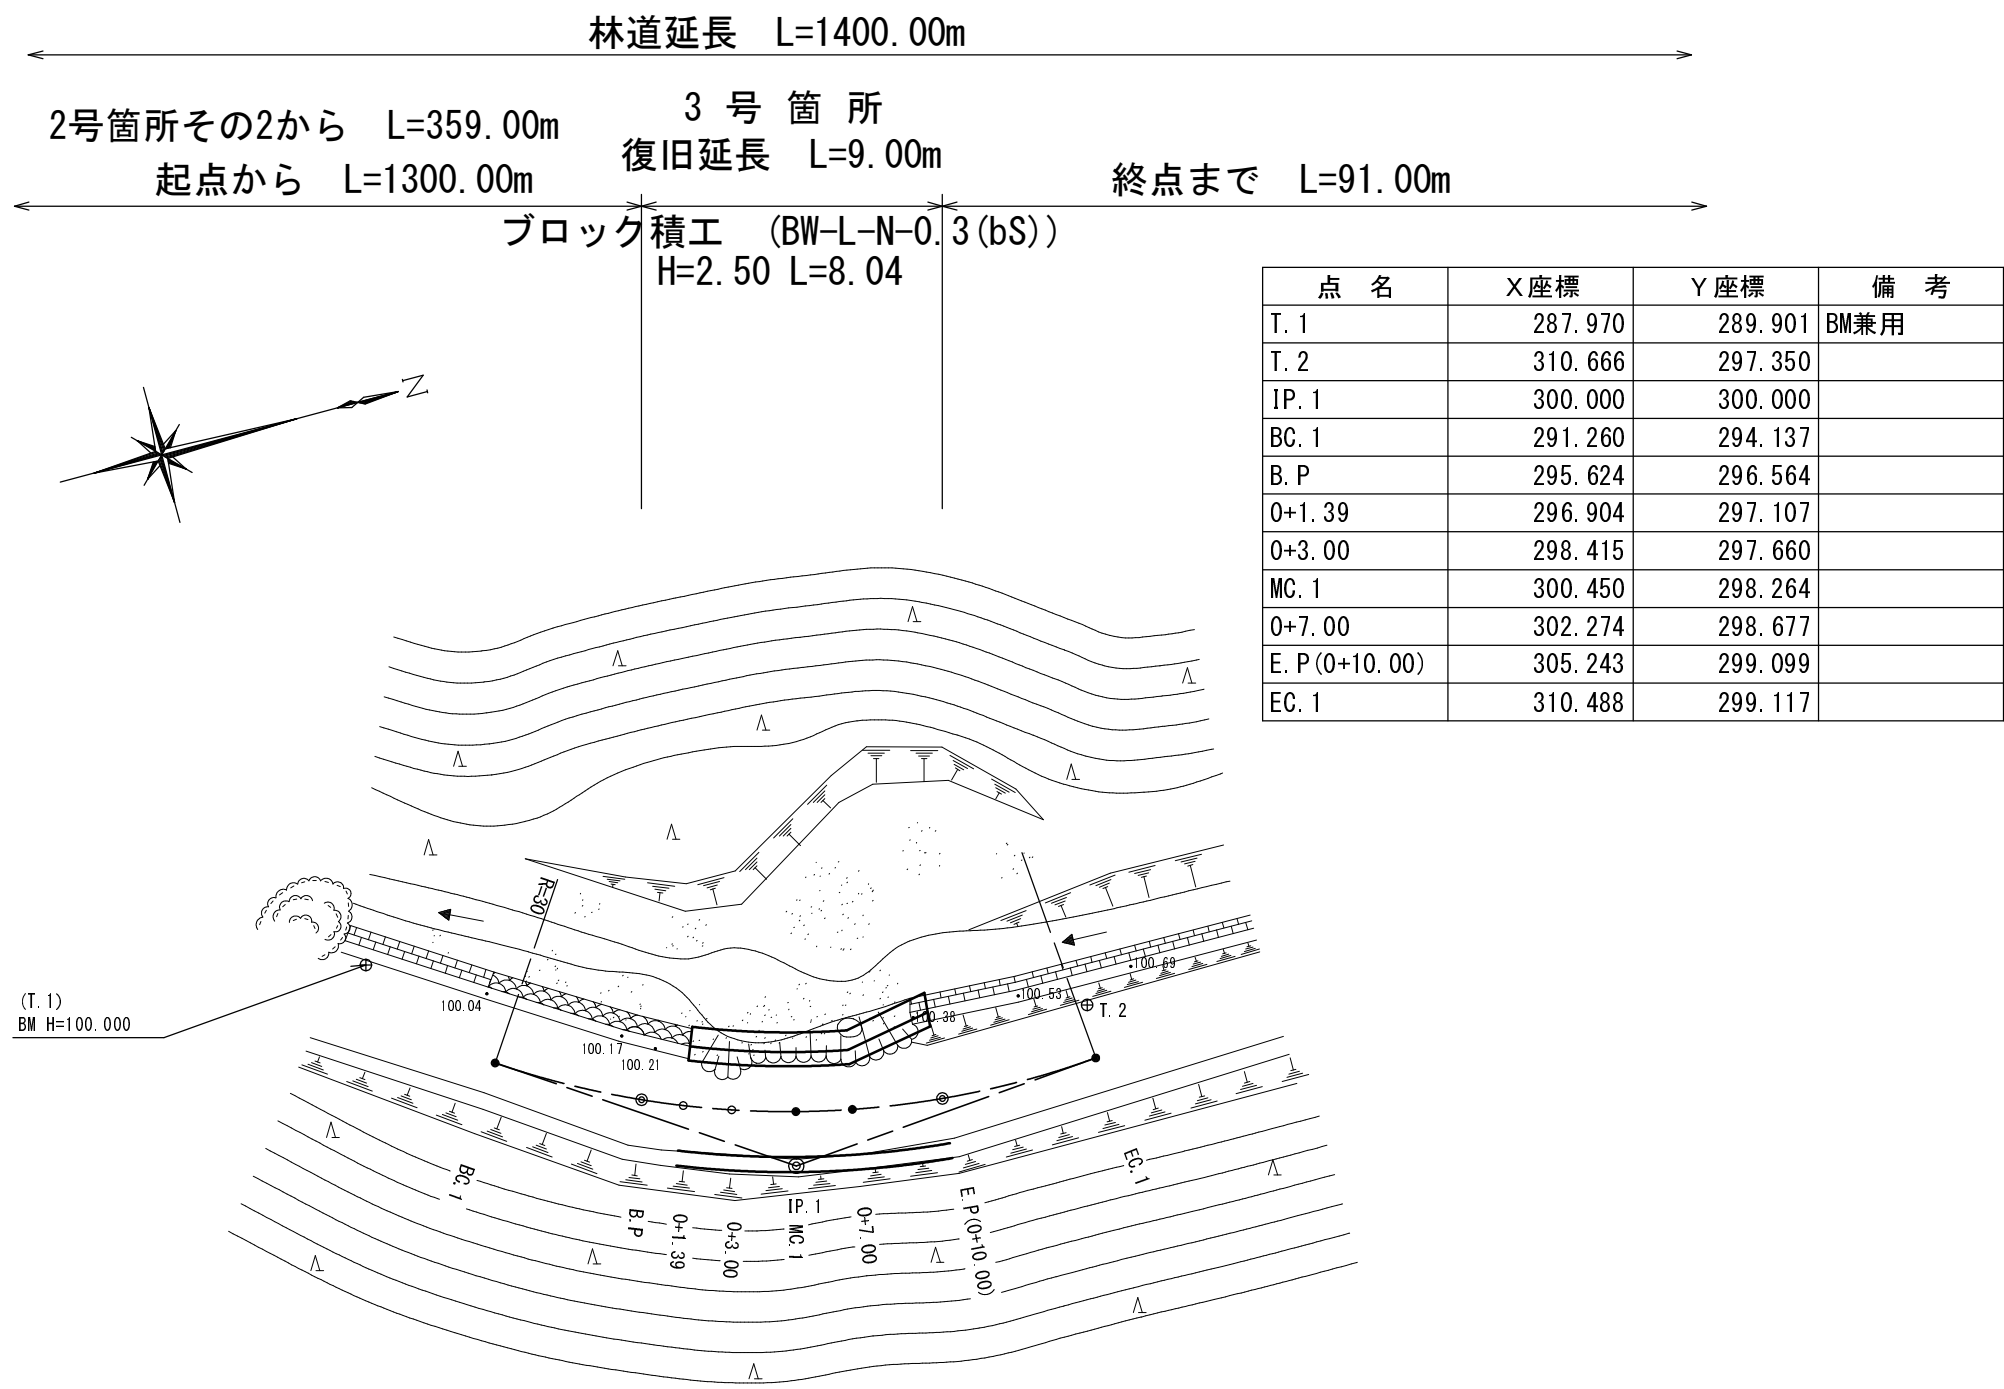 林道延長　L=1400.00m
3 号 箇 所
2号箇所その2から　L=359.00m
復旧延長　L=9.00m
起点から　L=1300.00m
終点まで　L=91.00m
ブロック積工　(BW-L-N-0.3(bS))
H=2.50 L=8.04
点　名 X座標 Y座標 備　考
T.1 287.970 289.901 BM兼用
T.2 310.666 297.350
IP.1 300.000 300.000
BC.1 291.260 294.137
B.P 295.624 296.564
0+1.39 296.904 297.107
0+3.00 298.415 297.660
MC.1 300.450 298.264
0+7.00 302.274 298.677
E.P(0+10.00) 305.243 299.099
EC.1 310.488 299.117
N
R=30
100.69
100.53
100.38
T.2
(T.1)
BM H=100.000
100.04
100.17
100.21
BC.1
B.P
0+1.39
0+3.00
IP.1
MC.1
0+7.00
E.P(0+10.00)
EC.1